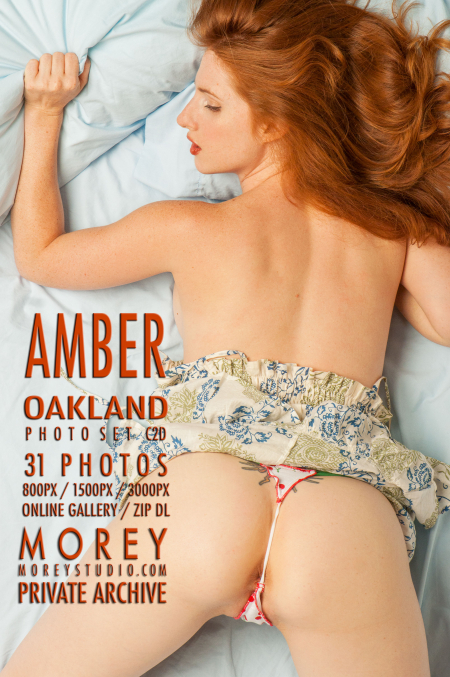 AMBER
OAKLAND
PHOTO SET C2D
31 PHOTOS
800PX / 1500PX / 3000PX
ONLINE GALLERY / ZIP DL
MOREY
MOREYSTUDIO.COM
PRIVATE ARCHIVE